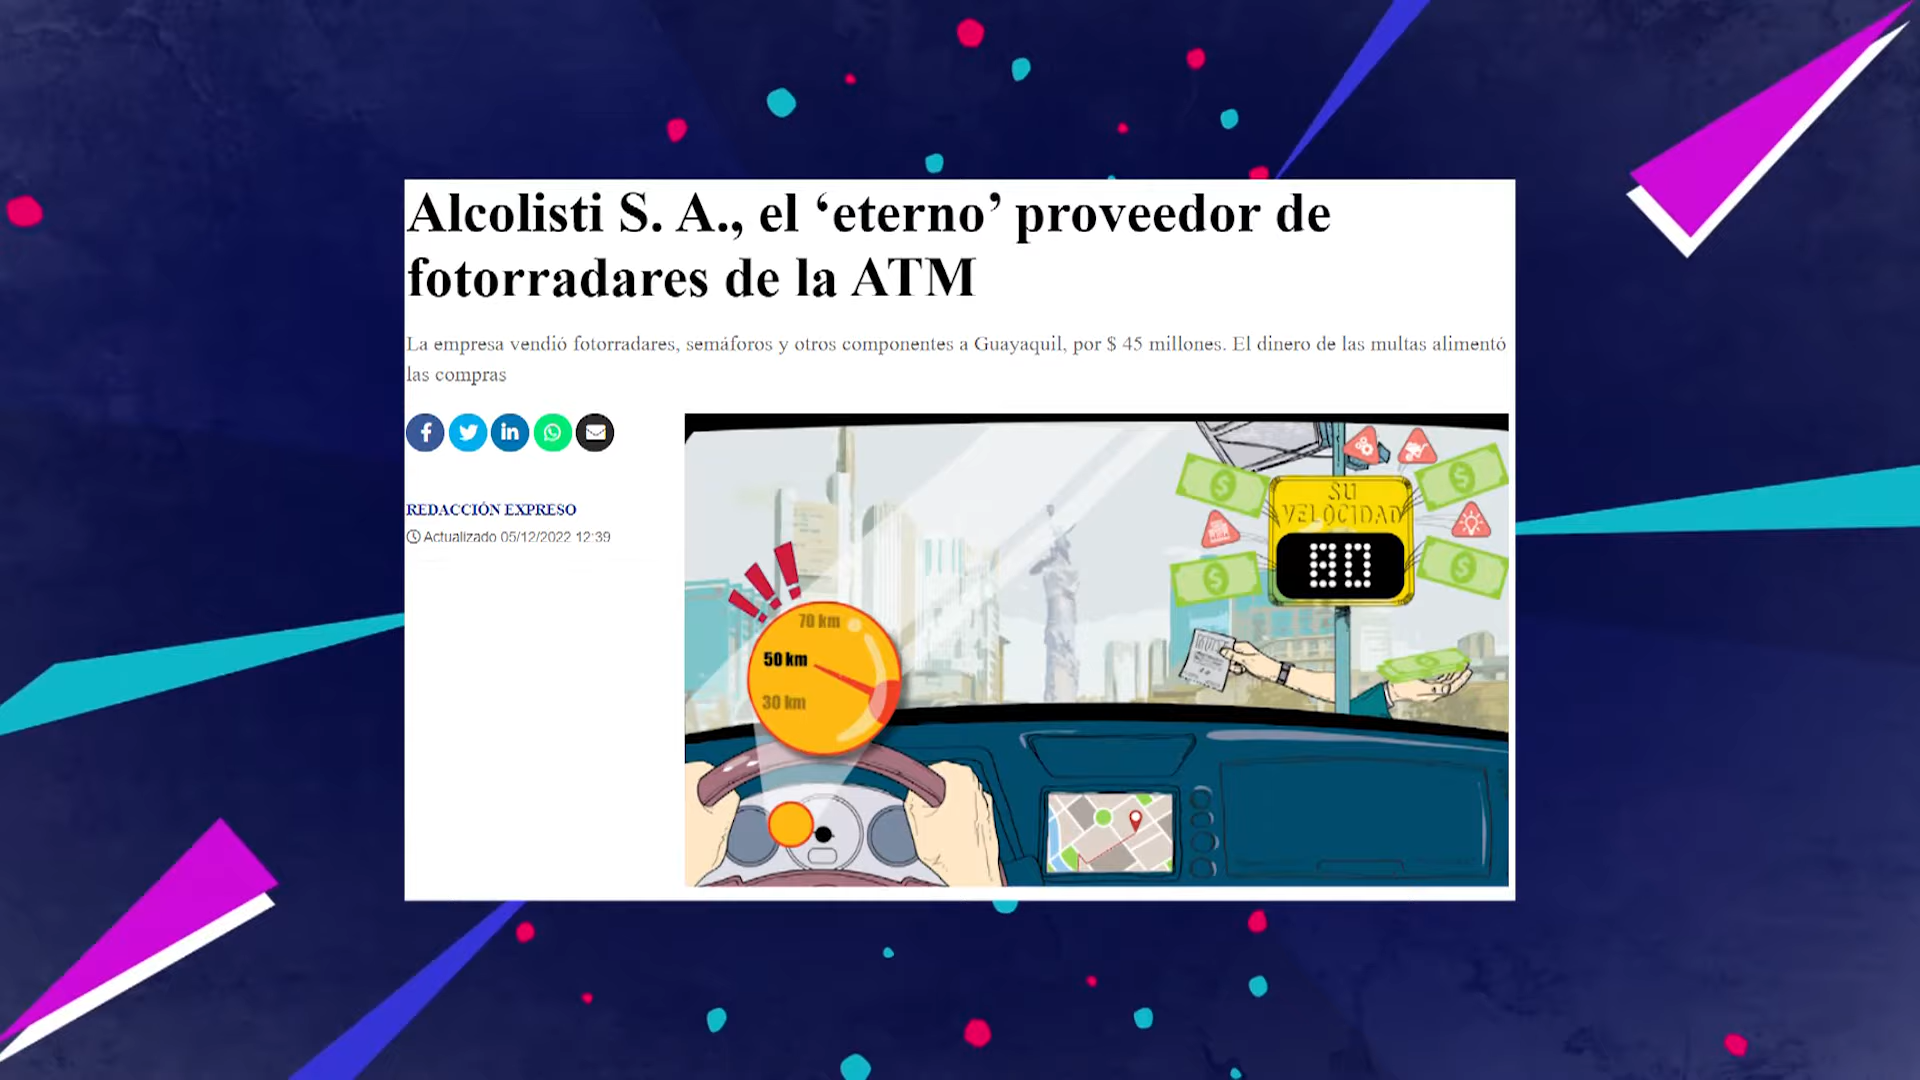 Alcolisti S. A., el ‘eterno’ proveedor de
fotorradares de la ATM
La empresa vendió fotorradares, semáforos y otros componentes a Guayaquil, por $ 45 millones. El dinero de las multas alimentó
las compras
REDACCIÓN EXPRESO
Actualizado 05/12/2022 12:39
SU
VELOCIDAD
80
70 km
50 km
30 km